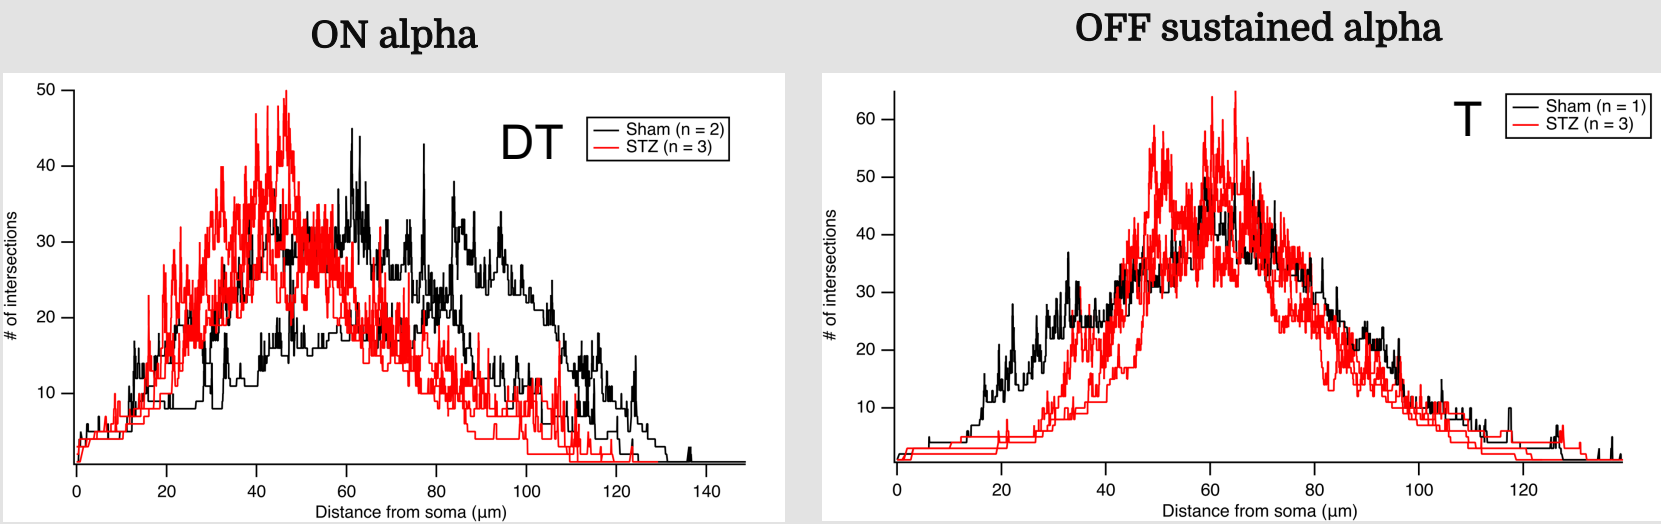 ON alpha
OFF sustained alpha
50
40
30
20
10
# of intersections
DT
Sham (n = 2)
STZ (n = 3)
0 20 40 60 80 100 120 140
Distance from soma (µm)
60
50
40
30
20
10
# of intersections
T
Sham (n = 1)
STZ (n = 3)
0 20 40 60 80 100 120
Distance from soma (µm)